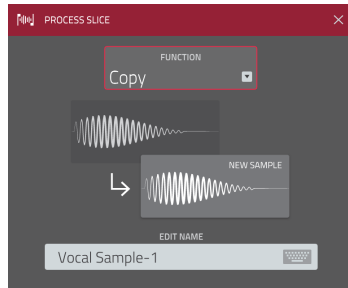 PROCESS SLICE
FUNCTION
Copy
NEW SAMPLE
EDIT NAME
Vocal Sample-1